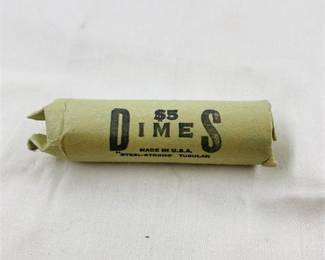 $5
DIMES
MADE IN U.S.A.
"STEEL-STRONG" TUBULAR